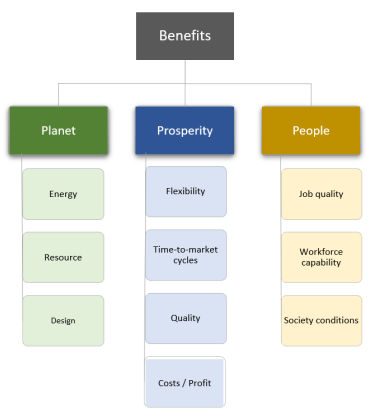 Benefits
Planet
Prosperity
People
Energy
Resource
Design
Flexibility
Time-to-market
cycles
Quality
Costs / Profit
Job quality
Workforce
capability
Society conditions